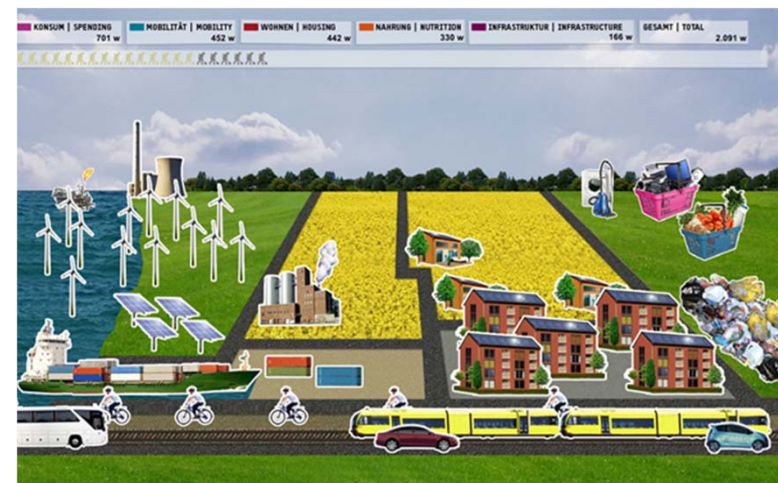 KONSUM | SPENDING
701 w
MOBILITÄT | MOBILITY
452 w
WOHNEN | HOUSING
442 w
NAHRUNG | NUTRITION
330 w
INFRASTRUKTUR | INFRASTRUCTURE
166 w
GESAMT | TOTAL
2.091 w